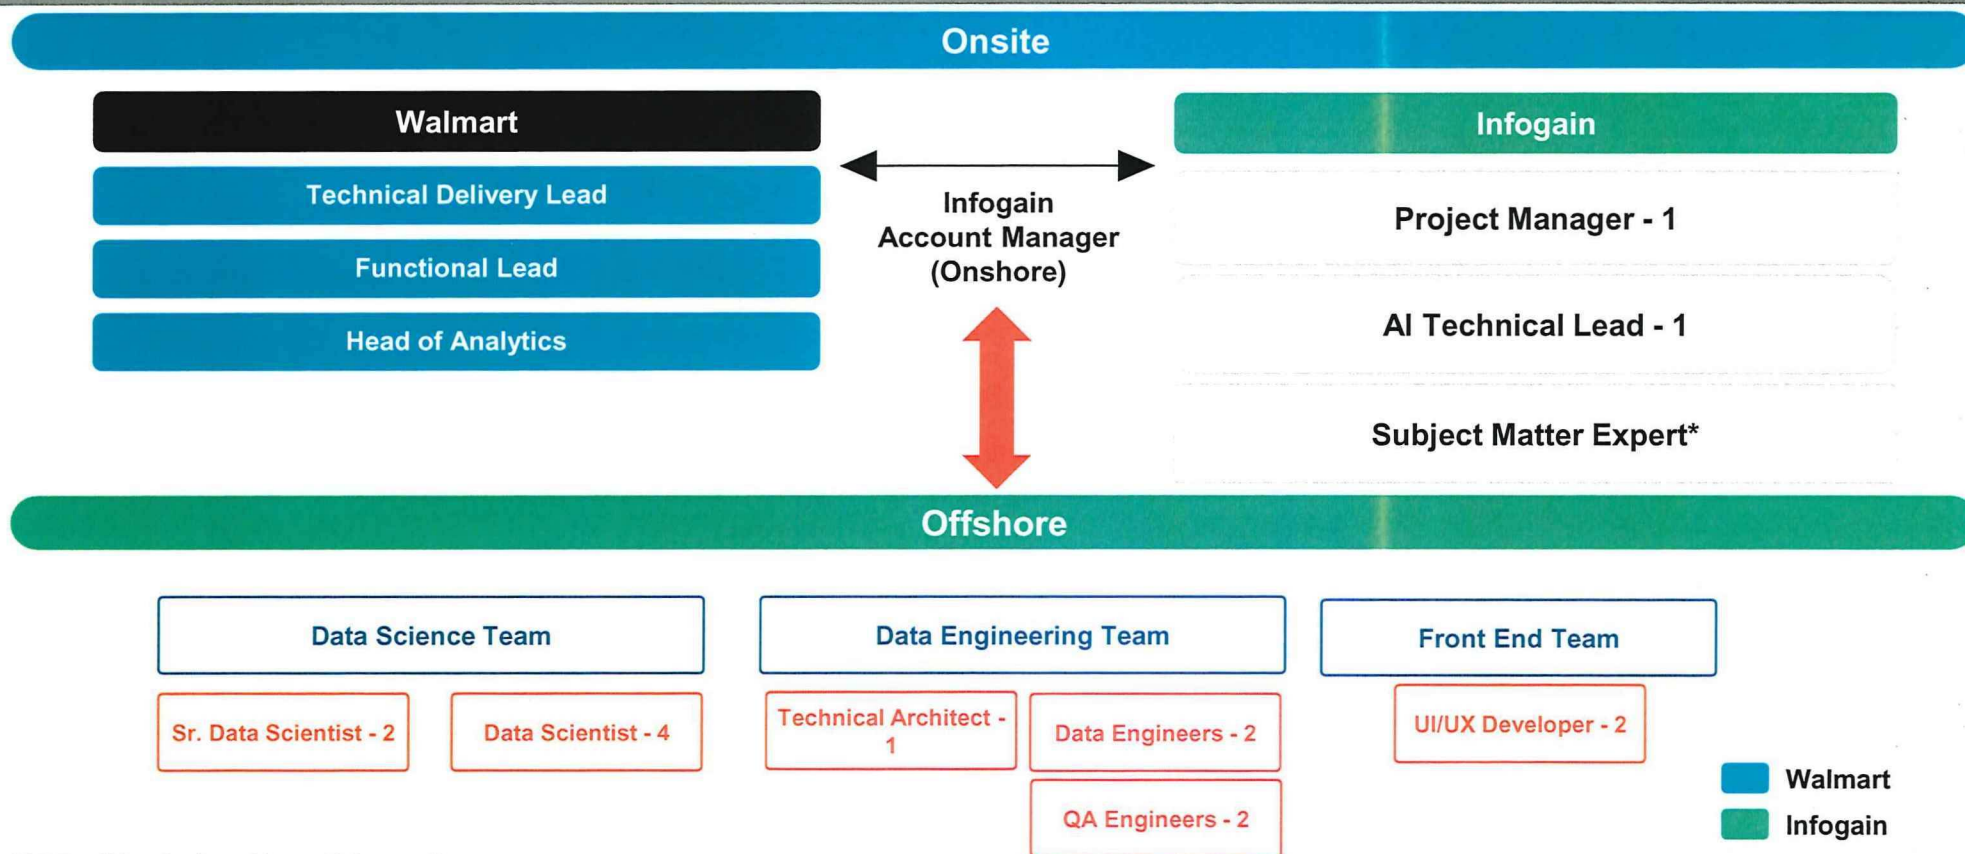 Onsite
Walmart
Infogain
Technical Delivery Lead
Functional Lead
Head of Analytics
Infogain
Account Manager
(Onshore)
Project Manager - 1
AI Technical Lead - 1
Subject Matter Expert*
Offshore
Data Science Team
Data Engineering Team
Front End Team
Sr. Data Scientist - 2
Data Scientist - 4
Technical Architect -
1
Data Engineers - 2
QA Engineers - 2
UI/UX Developer - 2
Walmart
Infogain